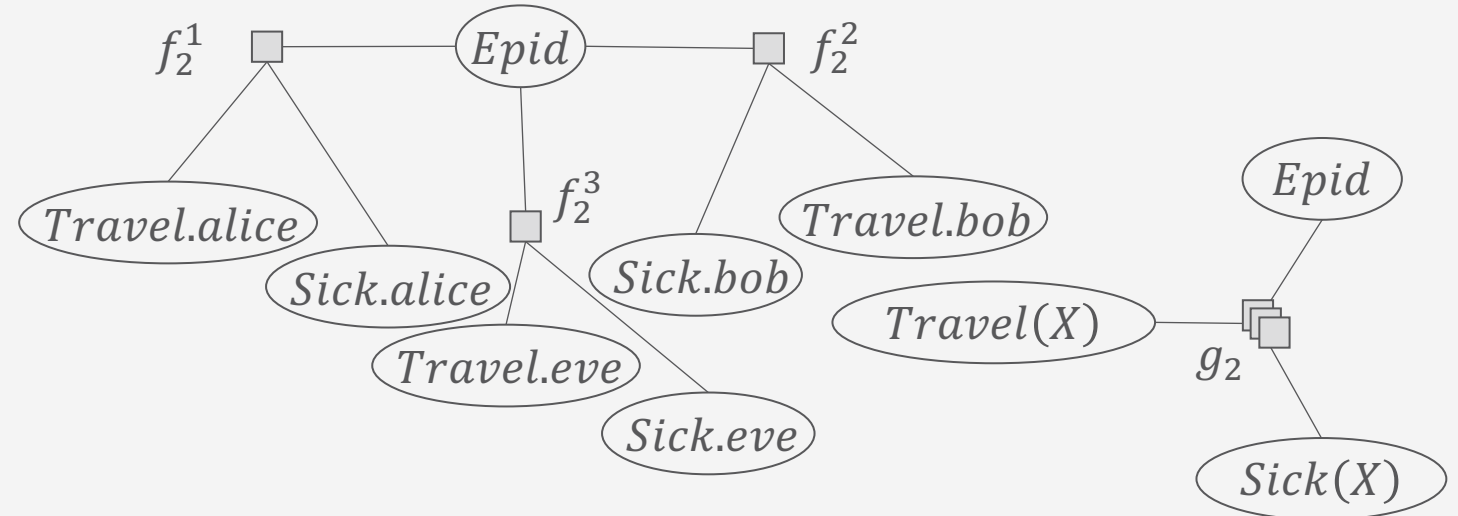 f_2^1
Epid
f_2^2
Travel.alice
Sick.alice
f_2^3
Sick.bob
Travel.bob
Travel.eve
Sick.eve
Epid
Travel(X)
g_2
Sick(X)